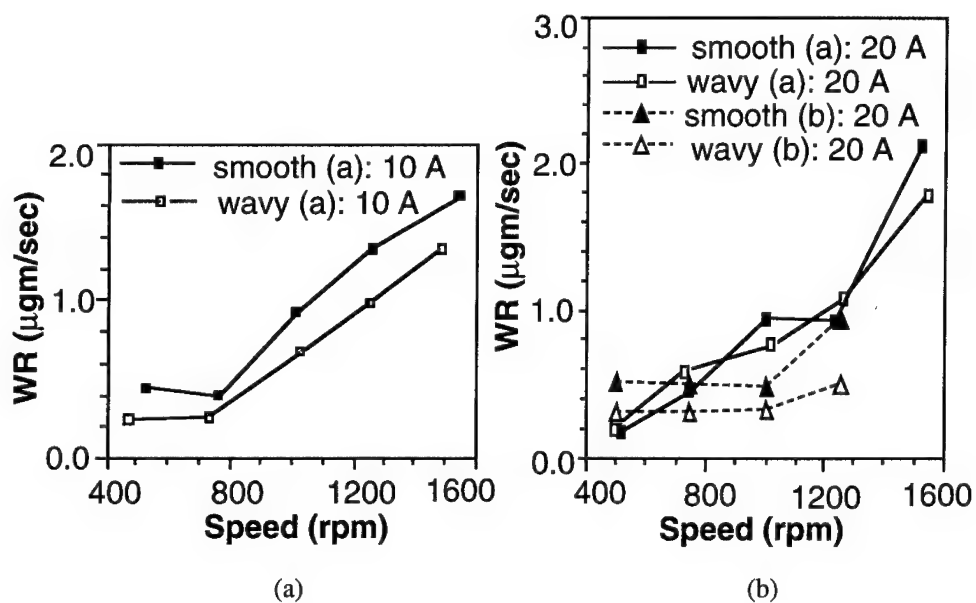 2.0
1.0
0.0
WR (μgm/sec)
smooth (a): 10 A
wavy (a): 10 A
400
800
1200
1600
Speed (rpm)
(a)
3.0
2.0
1.0
0.0
WR (μgm/sec)
smooth (a): 20 A
wavy (a): 20 A
smooth (b): 20 A
wavy (b): 20 A
400
800
1200
1600
Speed (rpm)
(b)